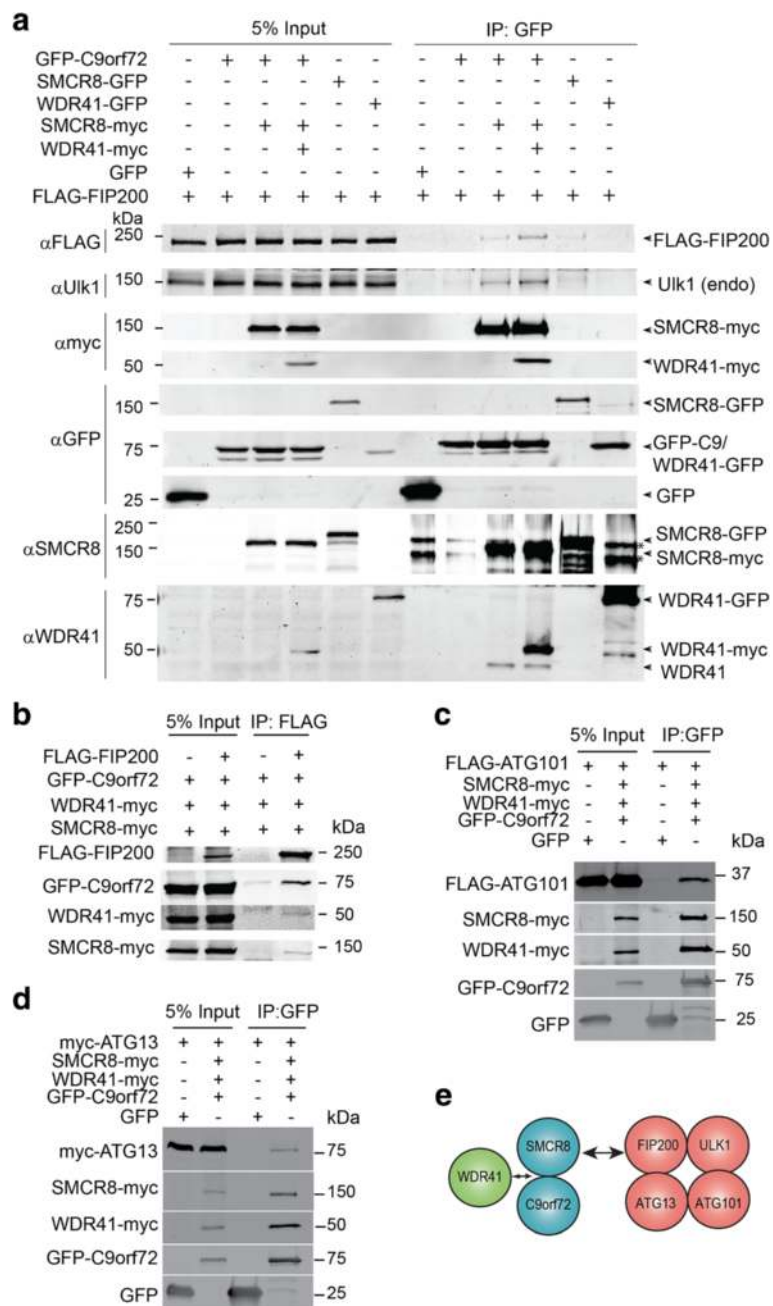 a
5% Input IP: GFP
GFP-C9orf72 - + + + - - - + + + - -
SMCR8-GFP - - - - + - - - - - + -
WDR41-GFP - - - - - + - - - - - +
SMCR8-myc - - + + - - - - + + - -
WDR41-myc - - - + - - - - - + - -
GFP + - - - - - + - - - - -
FLAG-FIP200 + + + + + + + + + + + +
kDa
αFLAG 250 - FLAG-FIP200
αUlk1 150 - Ulk1 (endo)
αmyc 150 - SMCR8-myc
50 - WDR41-myc
αGFP 150 - SMCR8-GFP
75 - GFP-C9/
WDR41-GFP
25 - GFP
αSMCR8 250 - SMCR8-GFP
150 - SMCR8-myc
αWDR41 75 - WDR41-GFP
50 - WDR41-myc
WDR41
b
5% Input IP: FLAG
FLAG-FIP200 - + - +
GFP-C9orf72 + + + +
WDR41-myc + + + +
SMCR8-myc + + + + kDa
FLAG-FIP200 - 250
GFP-C9orf72 - 75
WDR41-myc - 50
SMCR8-myc - 150
c
5% Input IP:GFP
FLAG-ATG101 + + + +
SMCR8-myc - + - +
WDR41-myc - + - +
GFP-C9orf72 - + - +
GFP + - + - kDa
FLAG-ATG101 - 37
SMCR8-myc - 150
WDR41-myc - 50
GFP-C9orf72 - 75
GFP - 25
d
5% Input IP:GFP
myc-ATG13 + + + +
SMCR8-myc - + - +
WDR41-myc - + - +
GFP-C9orf72 - + - +
GFP + - + - kDa
myc-ATG13 - 75
SMCR8-myc - 150
WDR41-myc - 50
GFP-C9orf72 - 75
GFP - 25
e
SMCR8 FIP200 ULK1
WDR41
C9orf72 ATG13 ATG101